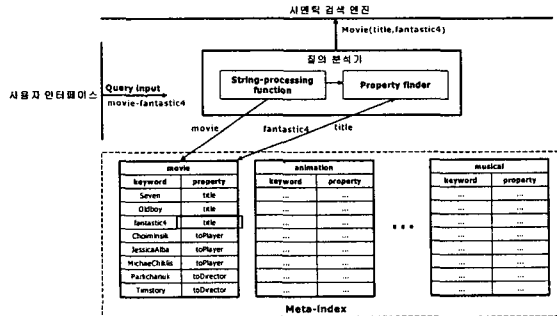 시맨틱 검색 엔진
Movie(title,fantastic4)
질의 분석기
String-processing function
Property finder
사용자 인터페이스
Query input
movie-fantastic4
movie
fantastic4
title
movie
keyword property
Seven title
Oldboy title
fantastic4 title
Choiminsik toPlayer
JessicaAlba toPlayer
MichaeChiklis toPlayer
Parkchanuk toDirector
Timstory toDirector
animation
keyword property
... ...
... ...
... ...
... ...
... ...
... ...
... ...
... ...
...
musical
keyword property
... ...
... ...
... ...
... ...
... ...
... ...
... ...
... ...
Meta-Index